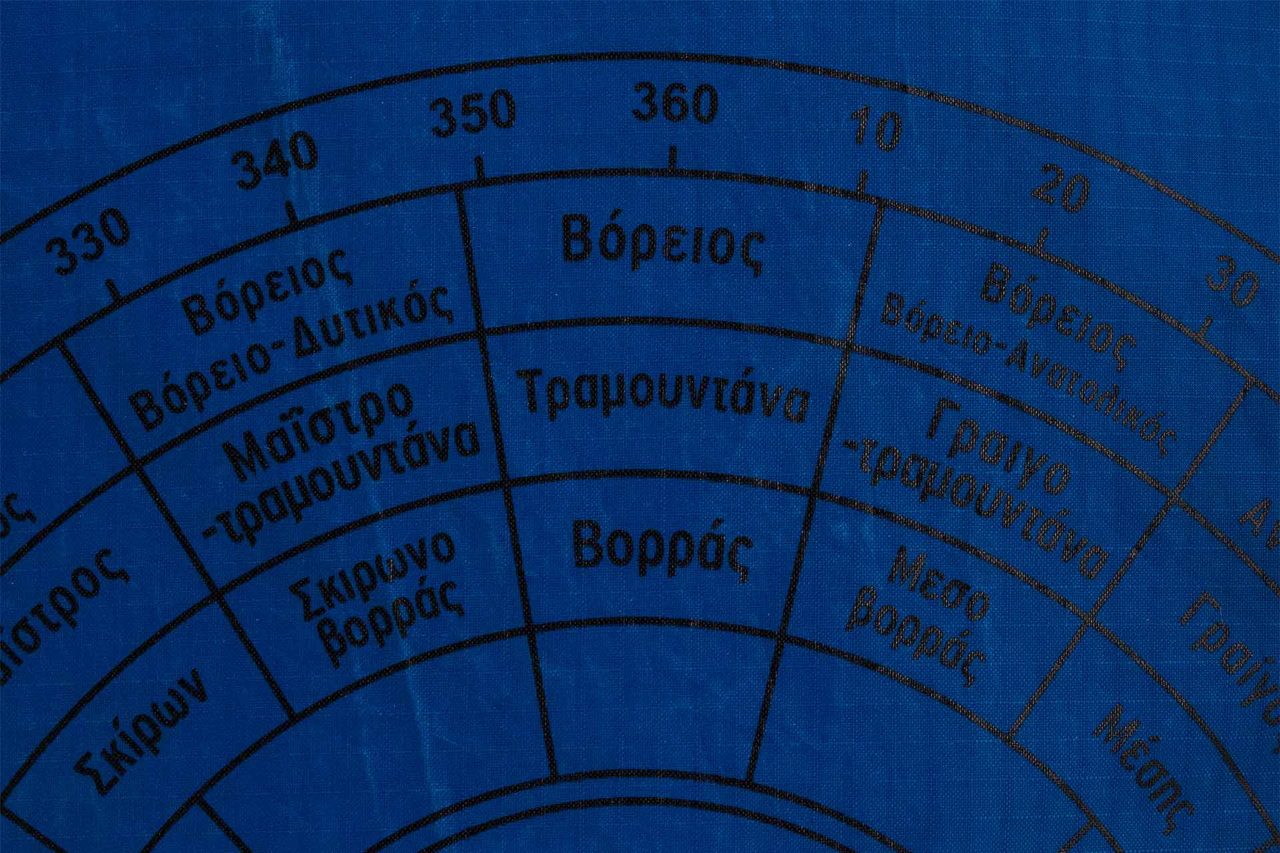 330
340
350
360
10
20
30
Βόρειος
Βόρειο-Δυτικός
Βόρειος
Βόρειος
Βόρειο-Ανατολικός
Μαΐστρο
-τραμουντάνα
Τραμουντάνα
Γραιγο
-τραμουντάνα
Σκιρωνο
βορράς
Βορράς
Μεσο
βορράς
Σκίρων
Μέσης